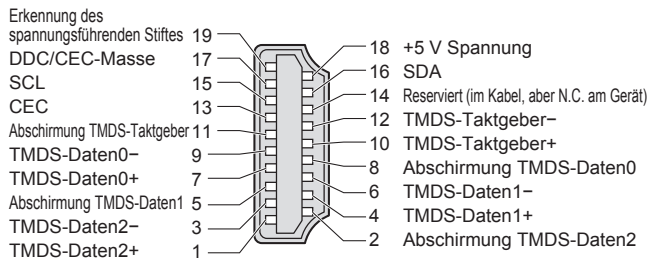 Erkennung des
spannungsführenden Stiftes 19
DDC/CEC-Masse 17
SCL 15
CEC 13
Abschirmung TMDS-Taktgeber 11
TMDS-Daten0− 9
TMDS-Daten0+ 7
Abschirmung TMDS-Daten1 5
TMDS-Daten2− 3
TMDS-Daten2+ 1
18 +5 V Spannung
16 SDA
14 Reserviert (im Kabel, aber N.C. am Gerät)
12 TMDS-Taktgeber−
10 TMDS-Taktgeber+
8 Abschirmung TMDS-Daten0
6 TMDS-Daten1−
4 TMDS-Daten1+
2 Abschirmung TMDS-Daten2